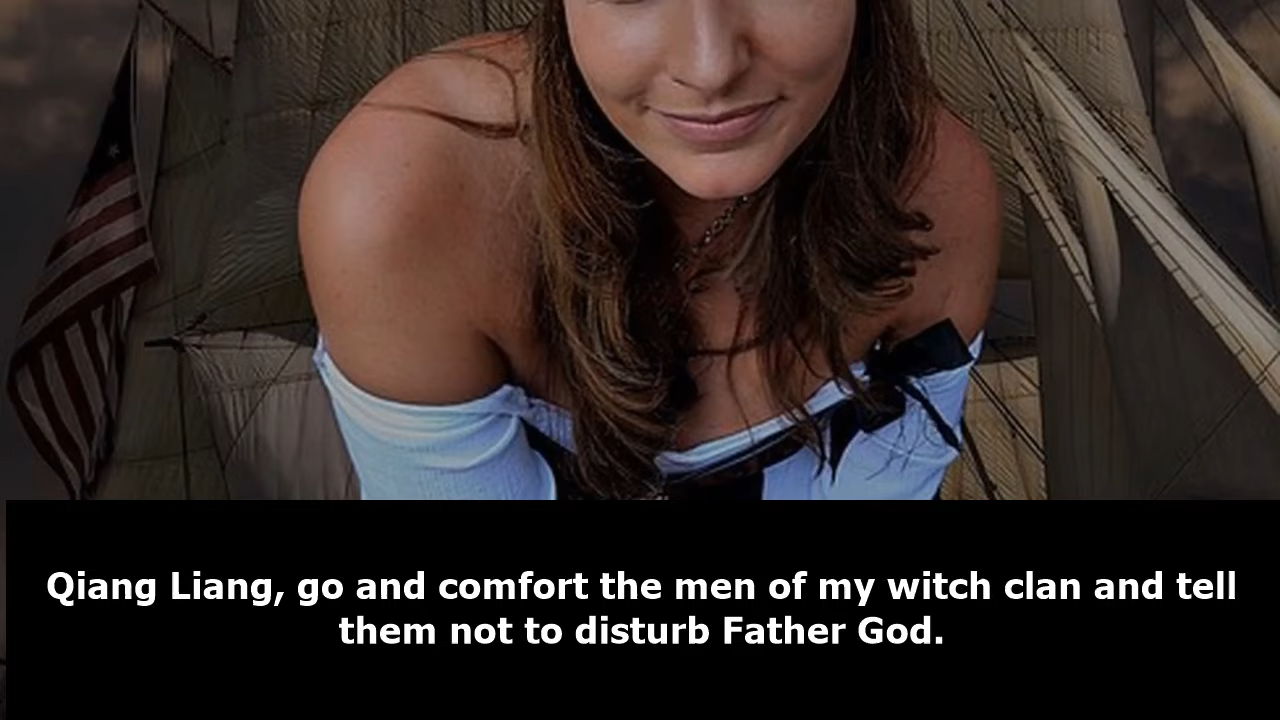 Qiang Liang, go and comfort the men of my witch clan and tell
them not to disturb Father God.